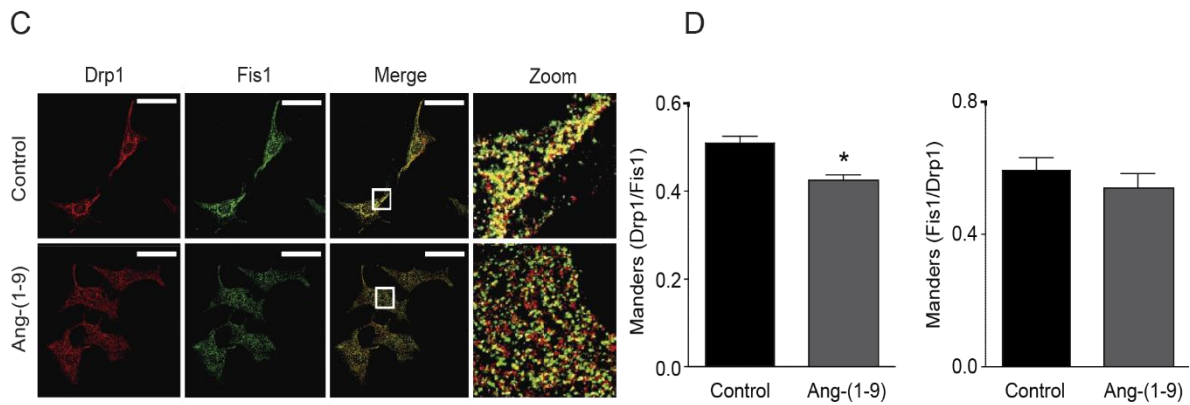 C
Drp1 Fis1 Merge Zoom
Control
Ang-(1-9)
D
Manders (Drp1/Fis1)
0.6
0.4
0.2
0.0
*
Control Ang-(1-9)
Manders (Fis1/Drp1)
0.8
0.4
0.0
Control Ang-(1-9)